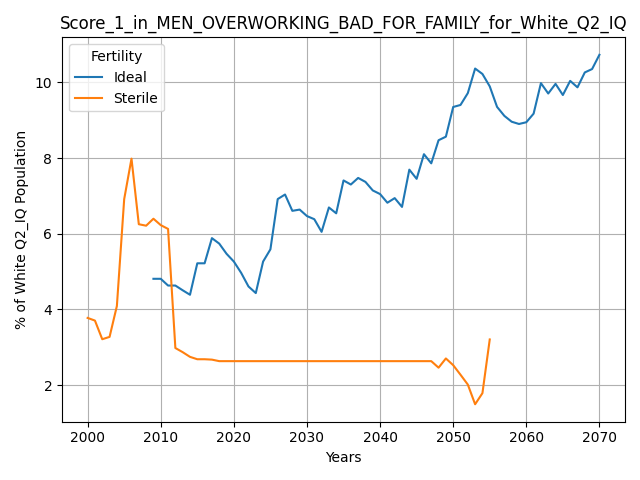 Score_1_in_MEN_OVERWORKING_BAD_FOR_FAMILY_for_White_Q2_IQ
Fertility
Ideal
Sterile
10
8
6
4
2
% of White Q2_IQ Population
2000 2010 2020 2030 2040 2050 2060 2070
Years